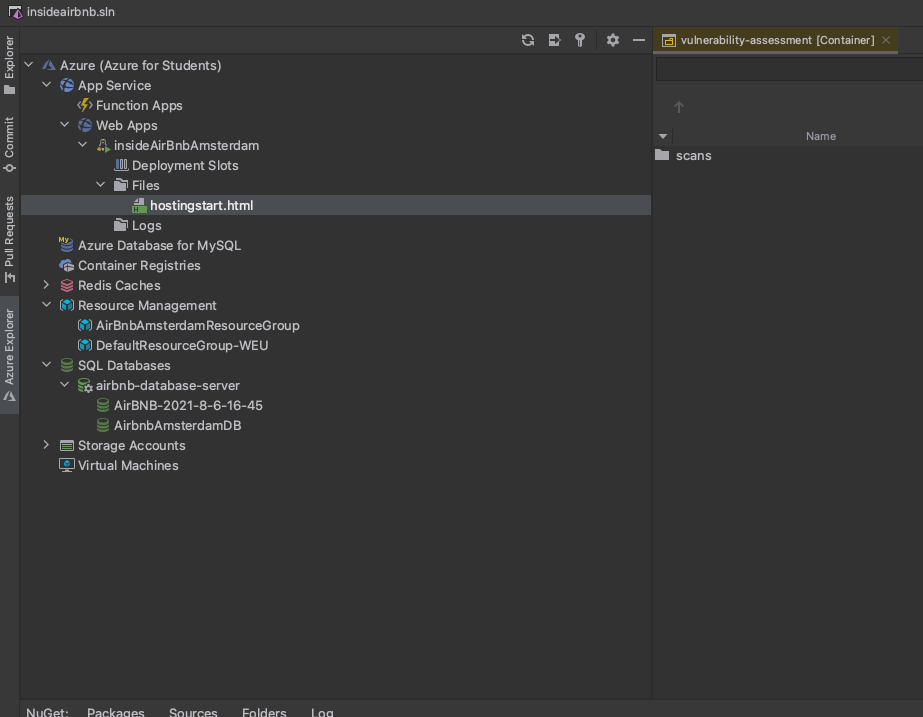 insideairbnb.sln
Explorer
Commit
Pull Requests
Azure Explorer
Azure (Azure for Students)
App Service
Function Apps
Web Apps
insideAirBnbAmsterdam
Deployment Slots
Files
hostingstart.html
Logs
My
Azure Database for MySQL
Container Registries
Redis Caches
Resource Management
AirBnbAmsterdamResourceGroup
DefaultResourceGroup-WEU
SQL Databases
airbnb-database-server
AirBNB-2021-8-6-16-45
AirbnbAmsterdamDB
Storage Accounts
Virtual Machines
vulnerability-assessment [Container]
Name
scans
NuGet: Packages Sources Folders Log